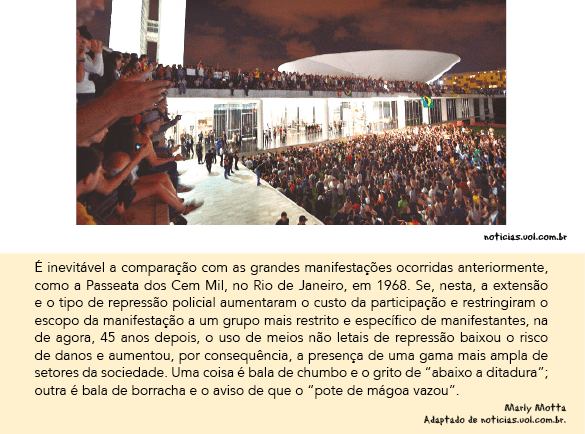 noticias.uol.com.br
É inevitável a comparação com as grandes manifestações ocorridas anteriormente,
como a Passeata dos Cem Mil, no Rio de Janeiro, em 1968. Se, nesta, a extensão
e o tipo de repressão policial aumentaram o custo da participação e restringiram o
escopo da manifestação a um grupo mais restrito e específico de manifestantes, na
de agora, 45 anos depois, o uso de meios não letais de repressão baixou o risco
de danos e aumentou, por consequência, a presença de uma gama mais ampla de
setores da sociedade. Uma coisa é bala de chumbo e o grito de “abaixo a ditadura”;
outra é bala de borracha e o aviso de que o “pote de mágoa vazou”.
Marly Motta
Adaptado de noticias.uol.com.br.